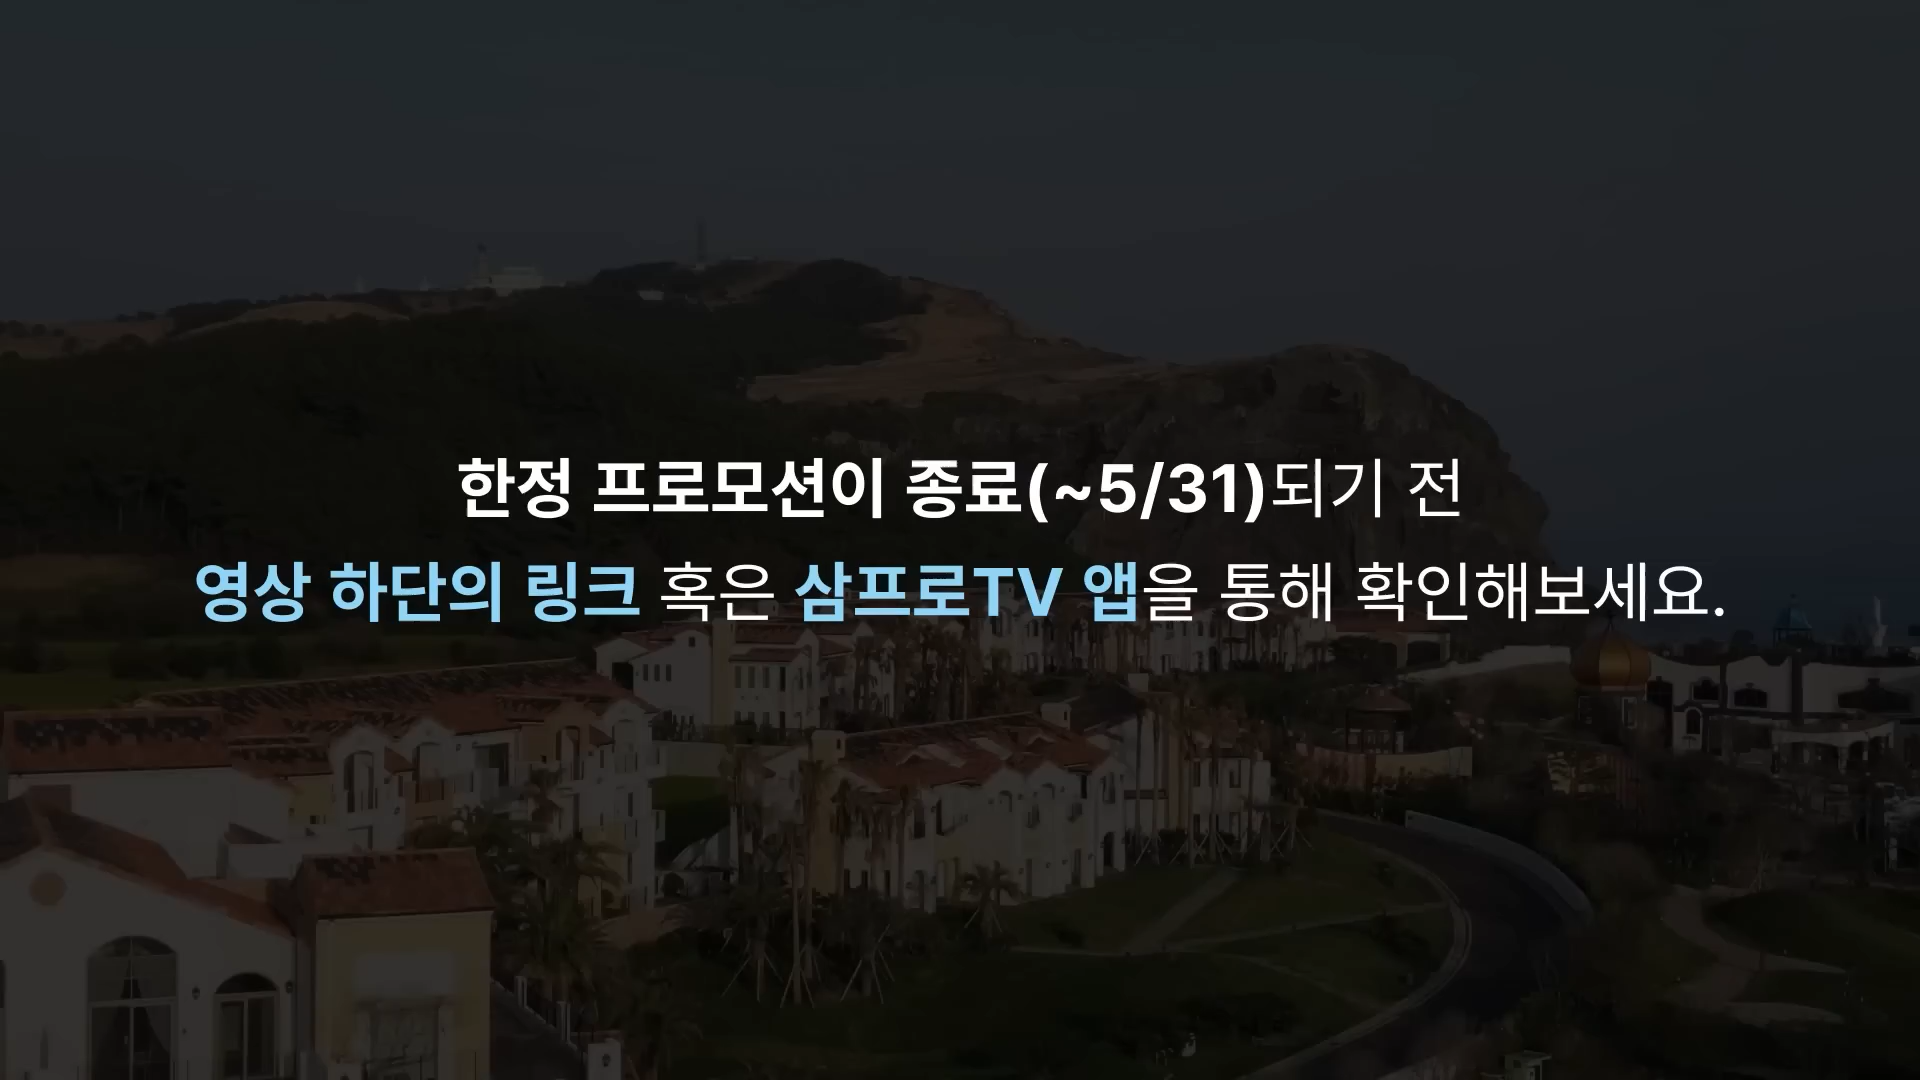 한정 프로모션이 종료(~5/31)되기 전
영상 하단의 링크 혹은 삼프로TV 앱을 통해 확인해보세요.